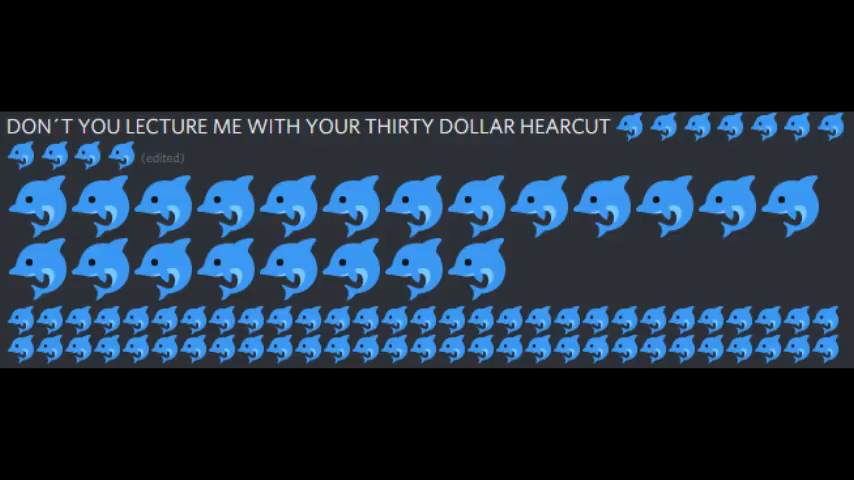 DON´T YOU LECTURE ME WITH YOUR THIRTY DOLLAR HEARCUT 🐬 🐬 🐬 🐬 🐬 🐬 🐬
🐬 🐬 🐬 🐬 (edited)
🐬🐬🐬🐬🐬🐬🐬🐬🐬🐬🐬🐬🐬
🐬🐬🐬🐬🐬🐬🐬🐬
🐬🐬🐬🐬🐬🐬🐬🐬🐬🐬🐬🐬🐬🐬🐬🐬🐬🐬🐬🐬🐬🐬🐬🐬🐬🐬🐬🐬🐬
🐬🐬🐬🐬🐬🐬🐬🐬🐬🐬🐬🐬🐬🐬🐬🐬🐬🐬🐬🐬🐬🐬🐬🐬🐬🐬🐬🐬🐬